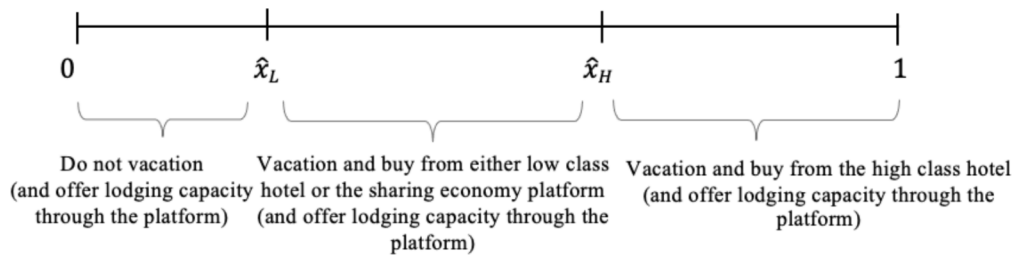 0 x̂_L x̂_H 1
Do not vacation
(and offer lodging capacity
through the platform)
Vacation and buy from either low class
hotel or the sharing economy platform
(and offer lodging capacity through the
platform)
Vacation and buy from the high class hotel
(and offer lodging capacity through the
platform)